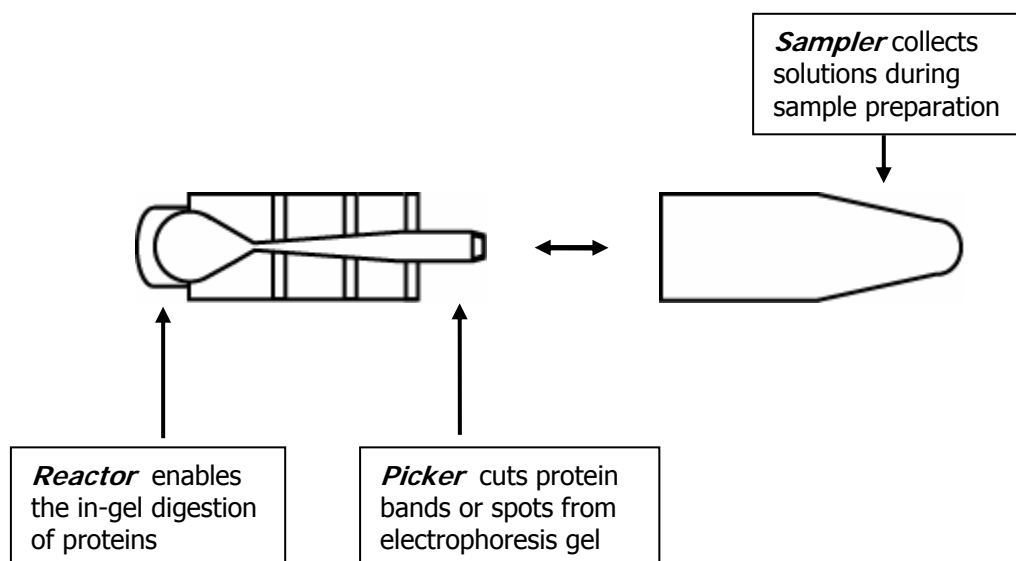 Sampler collects
solutions during
sample preparation
Reactor enables
the in-gel digestion
of proteins
Picker cuts protein
bands or spots from
electrophoresis gel